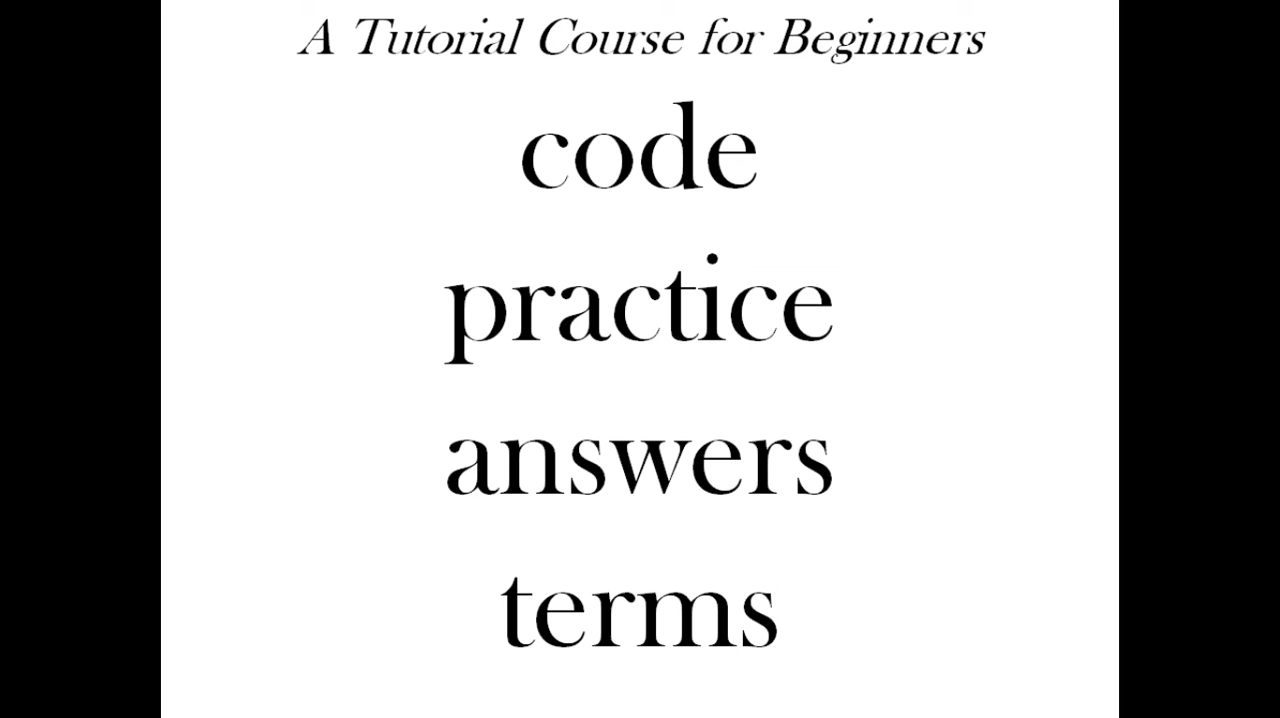 A Tutorial Course for Beginners
code
practice
answers
terms